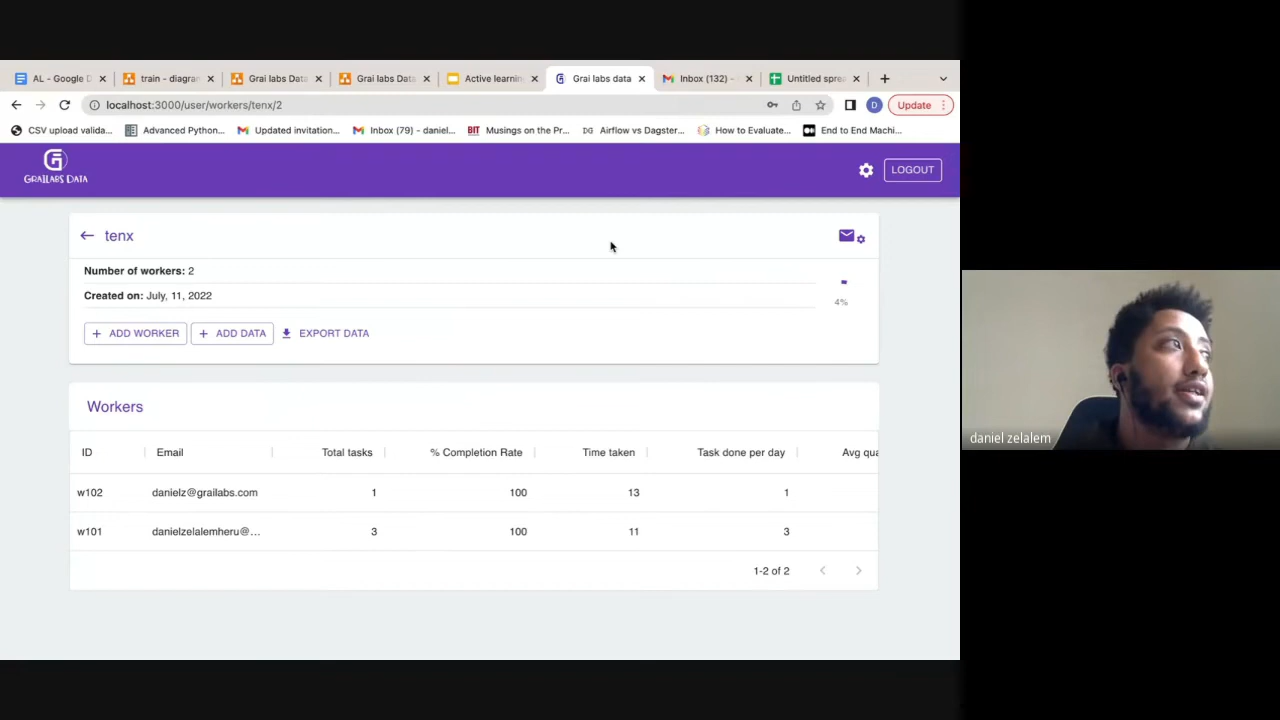 AL - Google D
train - diagram
Grai labs Data
Grai labs Data
Active learnin
Grai labs data
Inbox (132) -
Untitled sprea
localhost:3000/user/workers/tenx/2
D
Update
CSV upload valida...
Advanced Python...
Updated invitation...
Inbox (79) - daniel...
BIT Musings on the Pr...
DG Airflow vs Dagster...
How to Evaluate...
End to End Machi...
GRAILABS DATA
LOGOUT
tenx
Number of workers: 2
Created on: July, 11, 2022
4%
+ ADD WORKER
+ ADD DATA
EXPORT DATA
Workers
ID Email Total tasks % Completion Rate Time taken Task done per day Avg qua
w102 danielz@grailabs.com 1 100 13 1
w101 danielzelalemheru@... 3 100 11 3
1-2 of 2
daniel zelalem